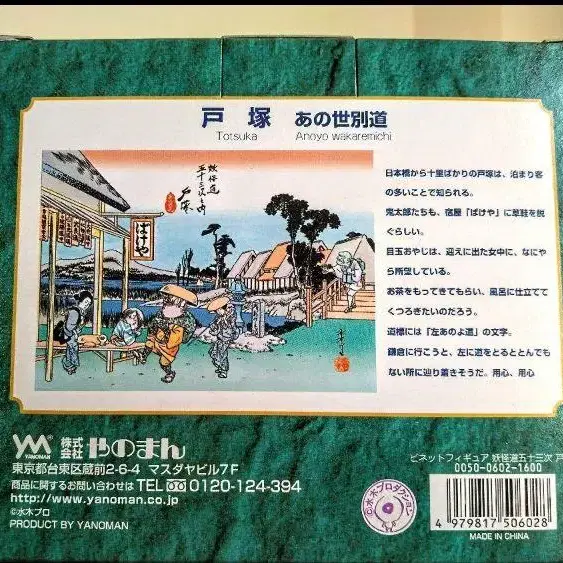 戸塚 あの世別道
Totsuka Anoyo wakaremichi
妖怪道
五十三次之内
戸塚
ばけや
日本橋から十里ばかりの戸塚は、泊まり客
の多いことで知られる。
鬼太郎たちも、宿屋「ばけや」に草鞋を脱
ぐらしい。
目玉おやじは、迎えに出た女中に、なにや
ら所望している。
お茶をもってきてもらい、風呂に仕立てて
くつろぎたいのだろう。
道標には「左あのよ道」の文字。
鎌倉に行こうと、左に道をとるととんでも
ない所に辿り着きそうだ。用心、用心
YM
YANOMAN
株式会社 やのまん
東京都台東区蔵前2-6-4 マスダヤビル7F
商品に関するお問い合わせは TEL 0120-124-394
http://www.yanoman.co.jp
©水木プロ
PRODUCT BY YANOMAN
©水木プロダクション
ビネットフィギュア 妖怪道五十三次 戸
0050-0602-1600
4 979817 506028
MADE IN CHINA